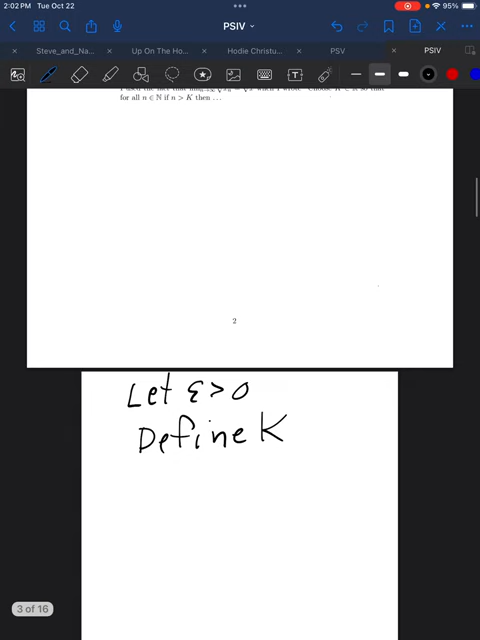 2:02 PM Tue Oct 22
95%
PSIV
Steve_and_Na...
Up On The Ho...
Hodie Christu...
PSV
PSIV
for all n ∈ ℕ if n > K then ...
2
Let ε > 0
Define K
3 of 16